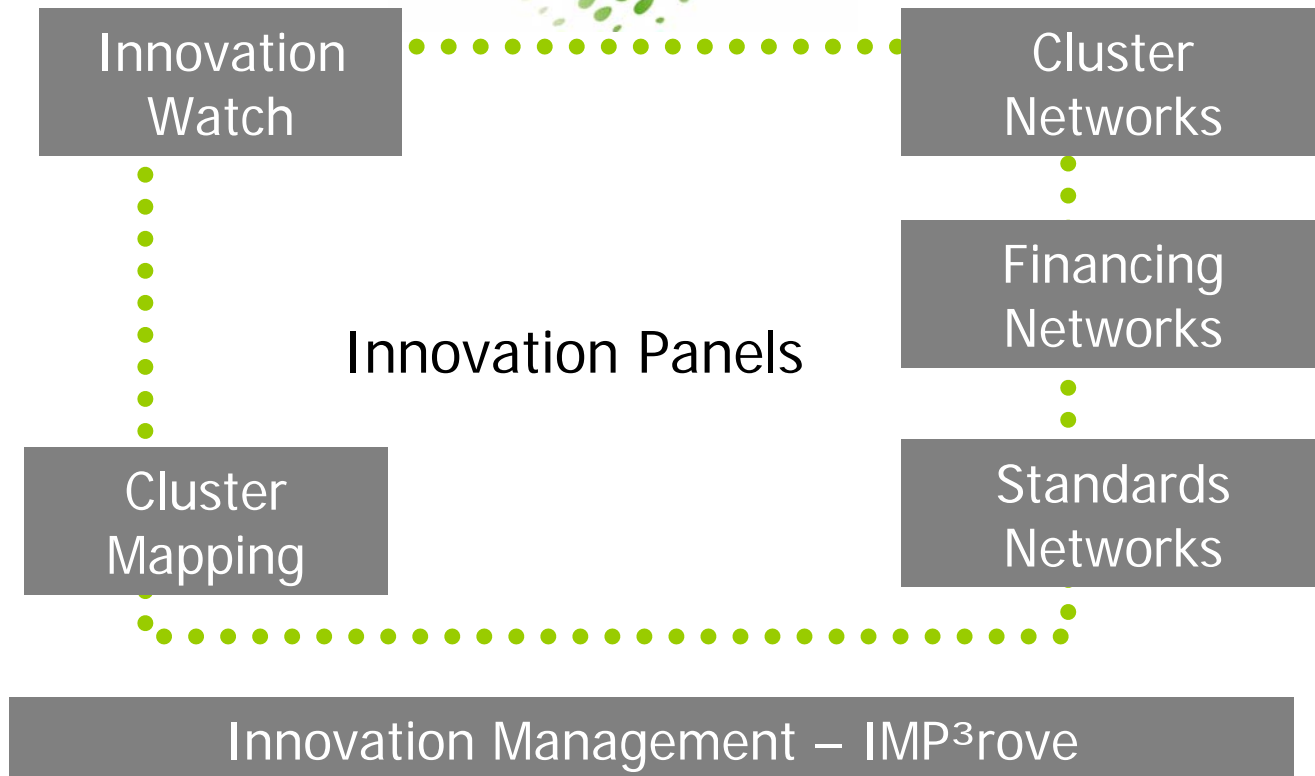 Innovation
Watch
Cluster
Networks
Financing
Networks
Innovation Panels
Cluster
Mapping
Standards
Networks
Innovation Management – IMP³rove